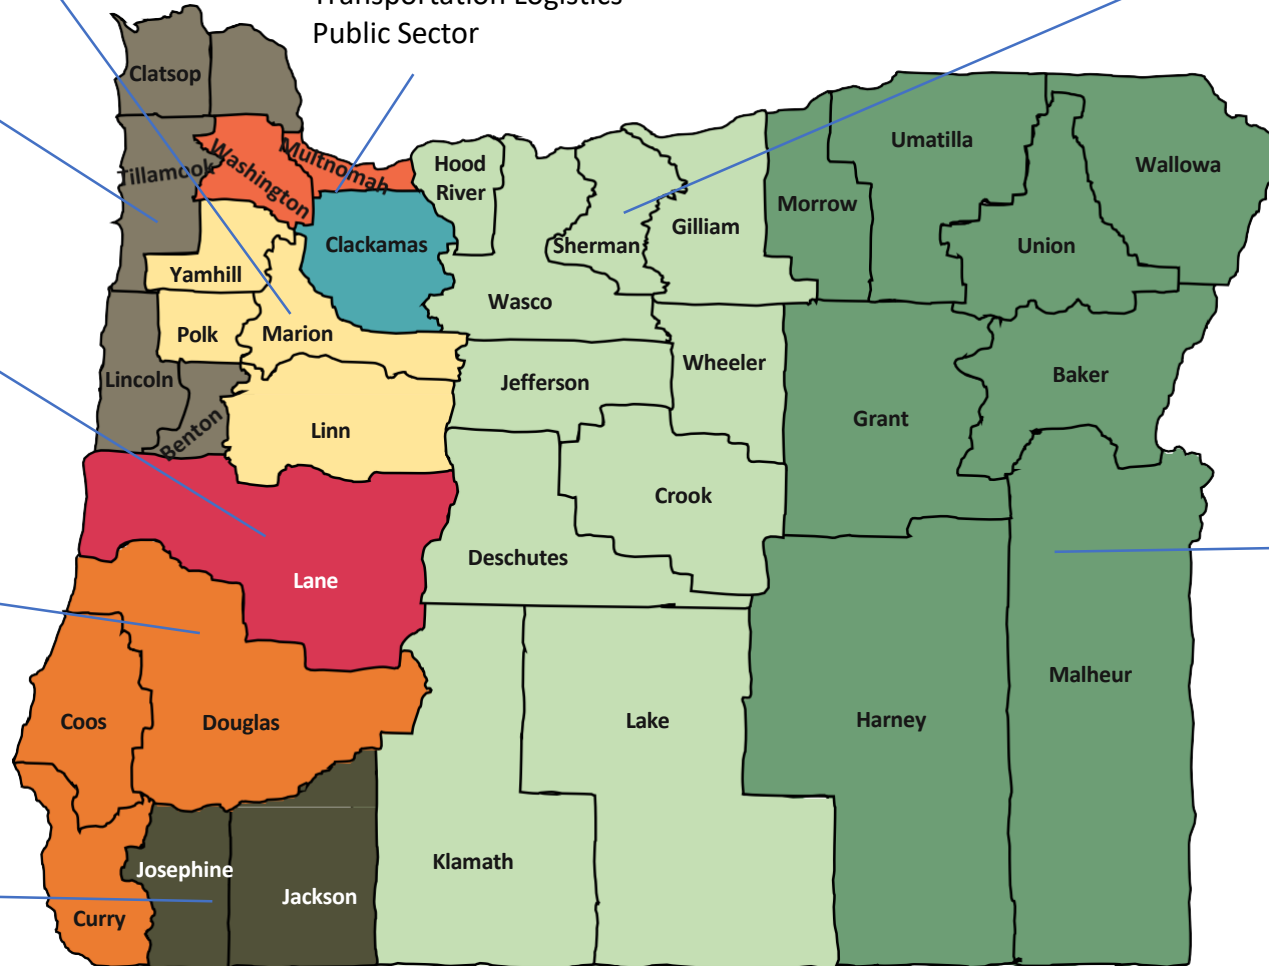 Transportation Logistics
Public Sector
Clatsop
Tillamook
Washington
Multnomah
Hood
River
Sherman
Gilliam
Morrow
Umatilla
Wallowa
Union
Clackamas
Yamhill
Wasco
Polk
Marion
Wheeler
Lincoln
Jefferson
Baker
Benton
Linn
Grant
Crook
Deschutes
Lane
Malheur
Coos
Douglas
Lake
Harney
Klamath
Josephine
Jackson
Curry